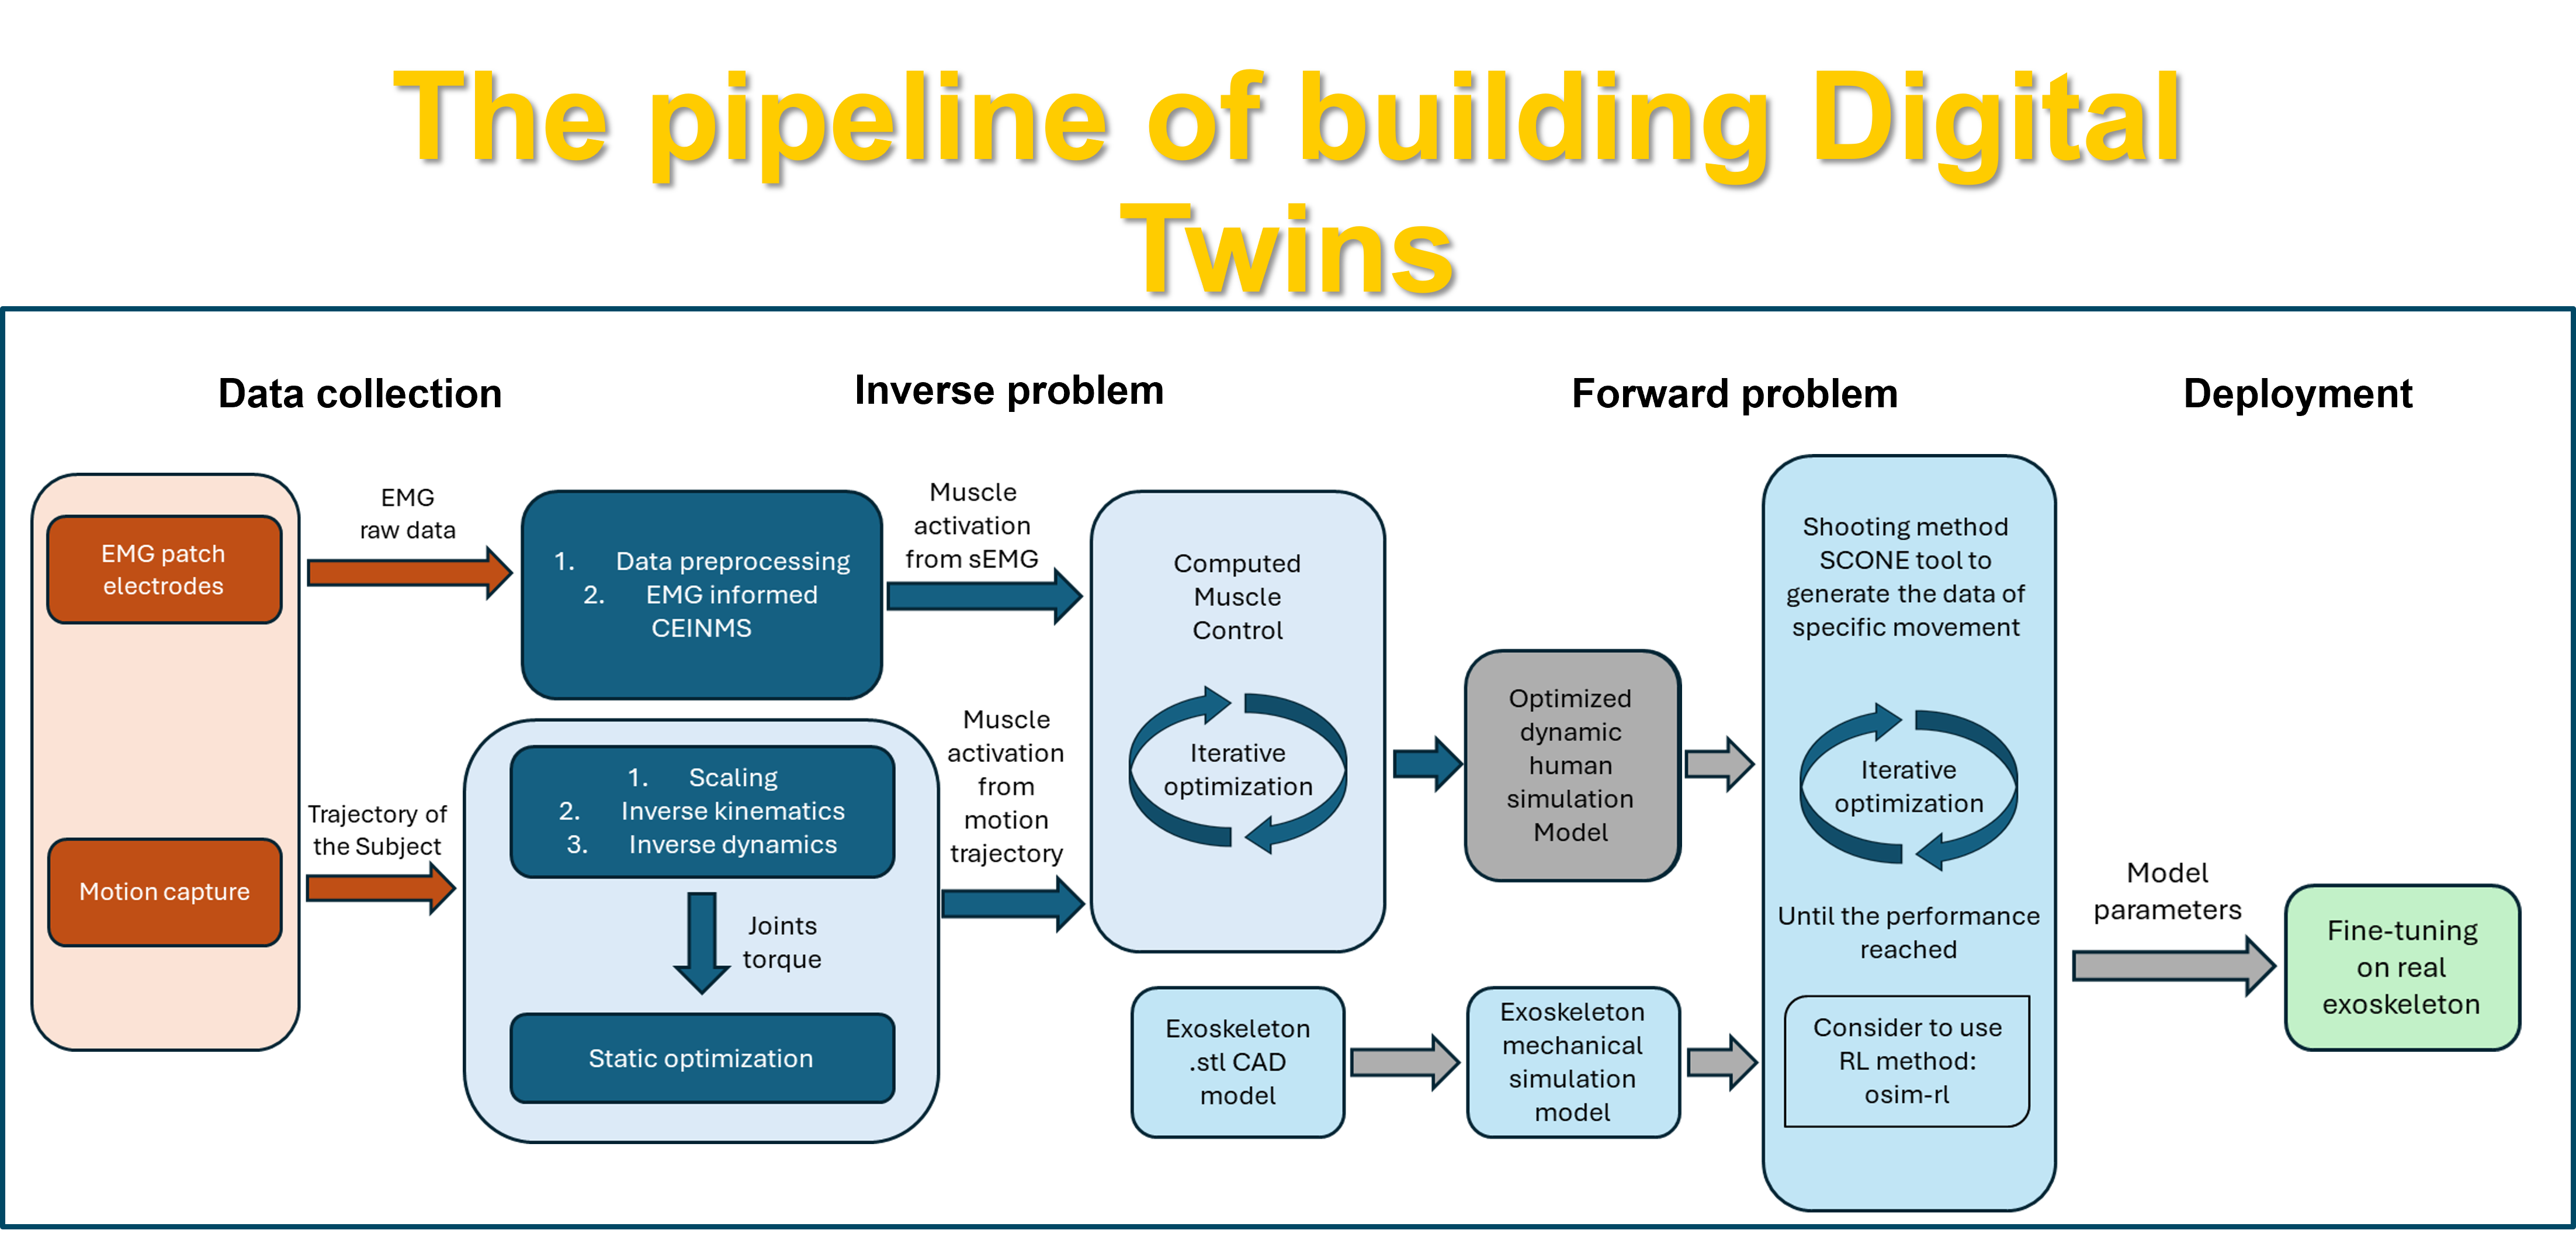 The pipeline of building Digital
Twins
Data collection
Inverse problem
Forward problem
Deployment
EMG patch
electrodes
Motion capture
EMG
raw data
Trajectory of
the Subject
1. Data preprocessing
2. EMG informed
CEINMS
1. Scaling
2. Inverse kinematics
3. Inverse dynamics
Joints
torque
Static optimization
Muscle
activation
from sEMG
Muscle
activation
from
motion
trajectory
Computed
Muscle
Control
Iterative
optimization
Optimized
dynamic
human
simulation
Model
Exoskeleton
.stl CAD
model
Exoskeleton
mechanical
simulation
model
Shooting method
SCONE tool to
generate the data of
specific movement
Iterative
optimization
Until the performance
reached
Consider to use
RL method:
osim-rl
Model
parameters
Fine-tuning
on real
exoskeleton